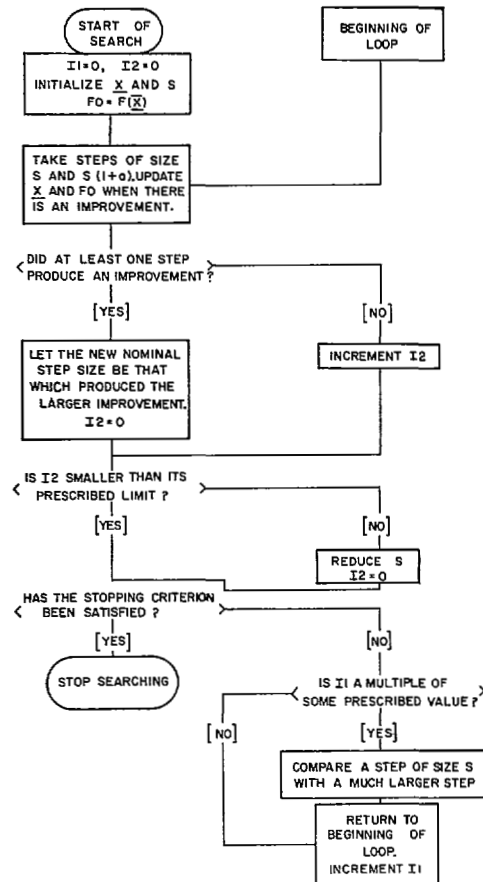 START OF
SEARCH
BEGINNING OF
LOOP
I1=0, I2=0
INITIALIZE X AND S
FO=F(X)
TAKE STEPS OF SIZE
S AND S(1+a).UPDATE
X AND FO WHEN THERE
IS AN IMPROVEMENT.
DID AT LEAST ONE STEP
PRODUCE AN IMPROVEMENT?
[YES]
[NO]
LET THE NEW NOMINAL
STEP SIZE BE THAT
WHICH PRODUCED THE
LARGER IMPROVEMENT.
I2=0
INCREMENT I2
IS I2 SMALLER THAN ITS
PRESCRIBED LIMIT?
[YES]
[NO]
REDUCE S
I2=0
HAS THE STOPPING CRITERION
BEEN SATISFIED?
[YES]
[NO]
STOP SEARCHING
IS I1 A MULTIPLE OF
SOME PRESCRIBED VALUE?
[NO]
[YES]
COMPARE A STEP OF SIZE S
WITH A MUCH LARGER STEP
RETURN TO
BEGINNING OF
LOOP.
INCREMENT I1